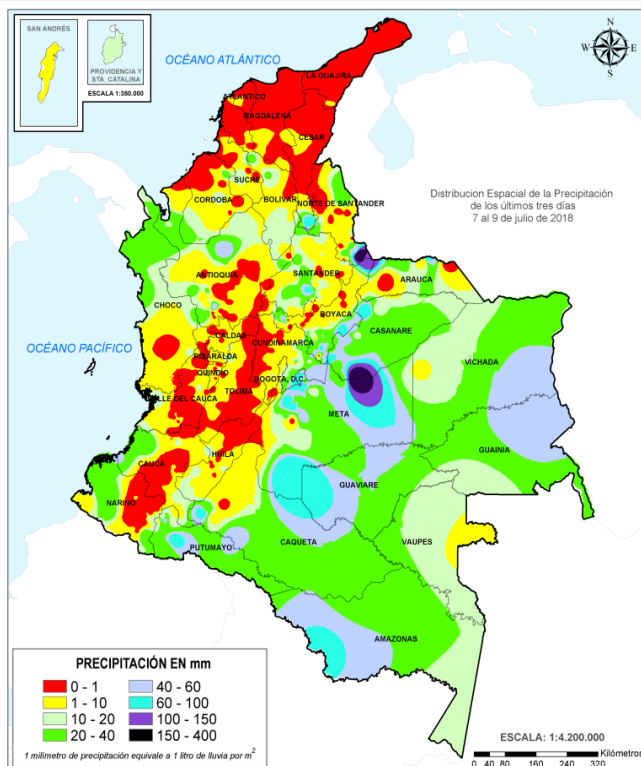 SAN ANDRÉS
PROVIDENCIA Y
STA. CATALINA
ESCALA 1:350.000
OCÉANO ATLÁNTICO
N
W E
S
LA GUAJIRA
ATLANTICO
MAGDALENA
CESAR
SUCRE
CORDOBA
BOLIVAR
NORTE DE SANTANDER
Distribucion Espacial de la Precipitación
de los últimos tres días
7 al 9 de julio de 2018
ANTIOQUIA
SANTANDER
ARAUCA
CHOCO
BOYACA
CASANARE
OCÉANO PACÍFICO
CALDAS
CUNDINAMARCA
VICHADA
RISARALDA
QUINDIO
BOGOTA, D.C.
TOLIMA
VALLE DEL CAUCA
META
GUAINIA
HUILA
CAUCA
GUAVIARE
NARIÑO
CAQUETA
VAUPES
PUTUMAYO
AMAZONAS
PRECIPITACIÓN EN mm
0 - 1 40 - 60
1 - 10 60 - 100
10 - 20 100 - 150
20 - 40 150 - 400
1 milímetro de precipitación equivale a 1 litro de lluvia por m²
ESCALA: 1:4.200.000
Kilómetros
0 40 80 160 240 320